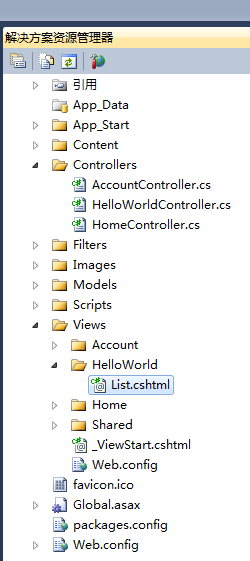 解决方案资源管理器
引用
App_Data
App_Start
Content
Controllers
AccountController.cs
HelloWorldController.cs
HomeController.cs
Filters
Images
Models
Scripts
Views
Account
HelloWorld
List.cshtml
Home
Shared
_ViewStart.cshtml
Web.config
favicon.ico
Global.asax
packages.config
Web.config